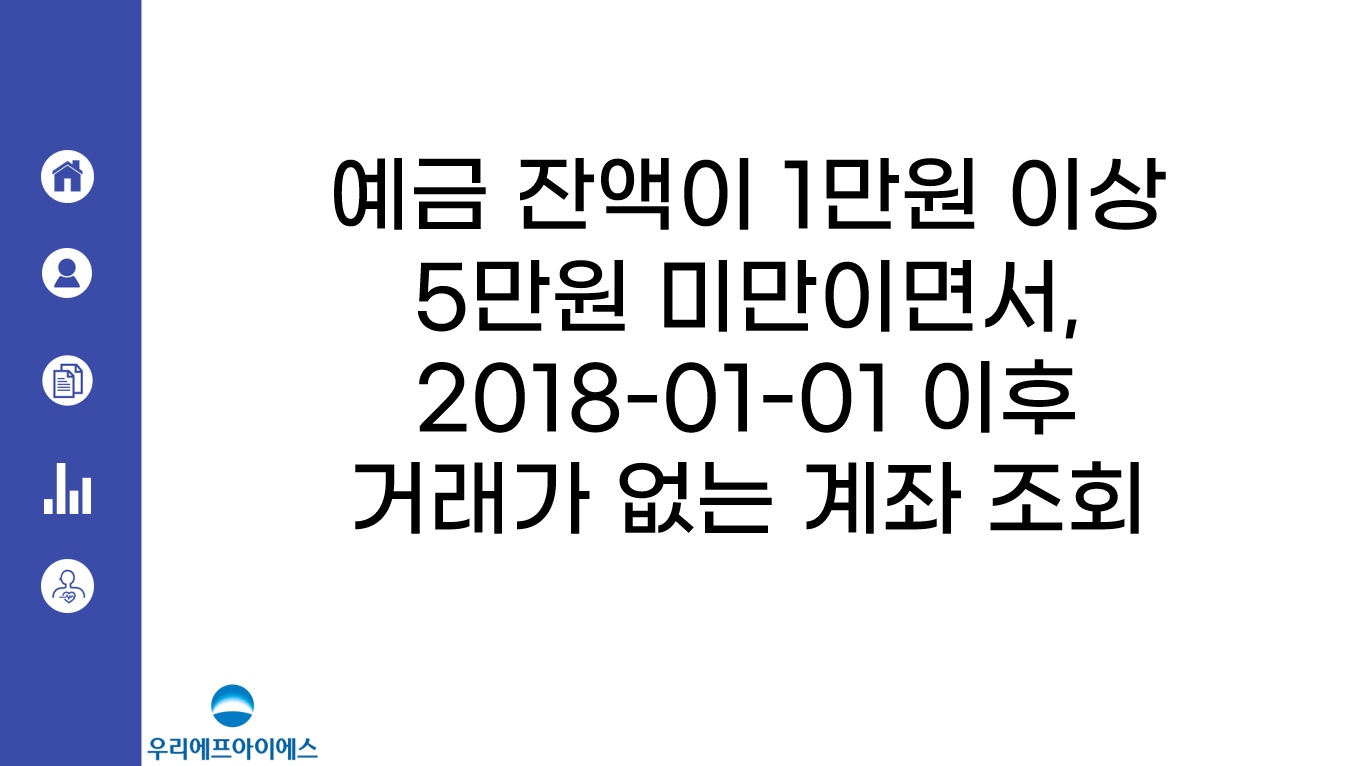 예금 잔액이 1만원 이상
5만원 미만이면서,
2018-01-01 이후
거래가 없는 계좌 조회
우리에프아이에스